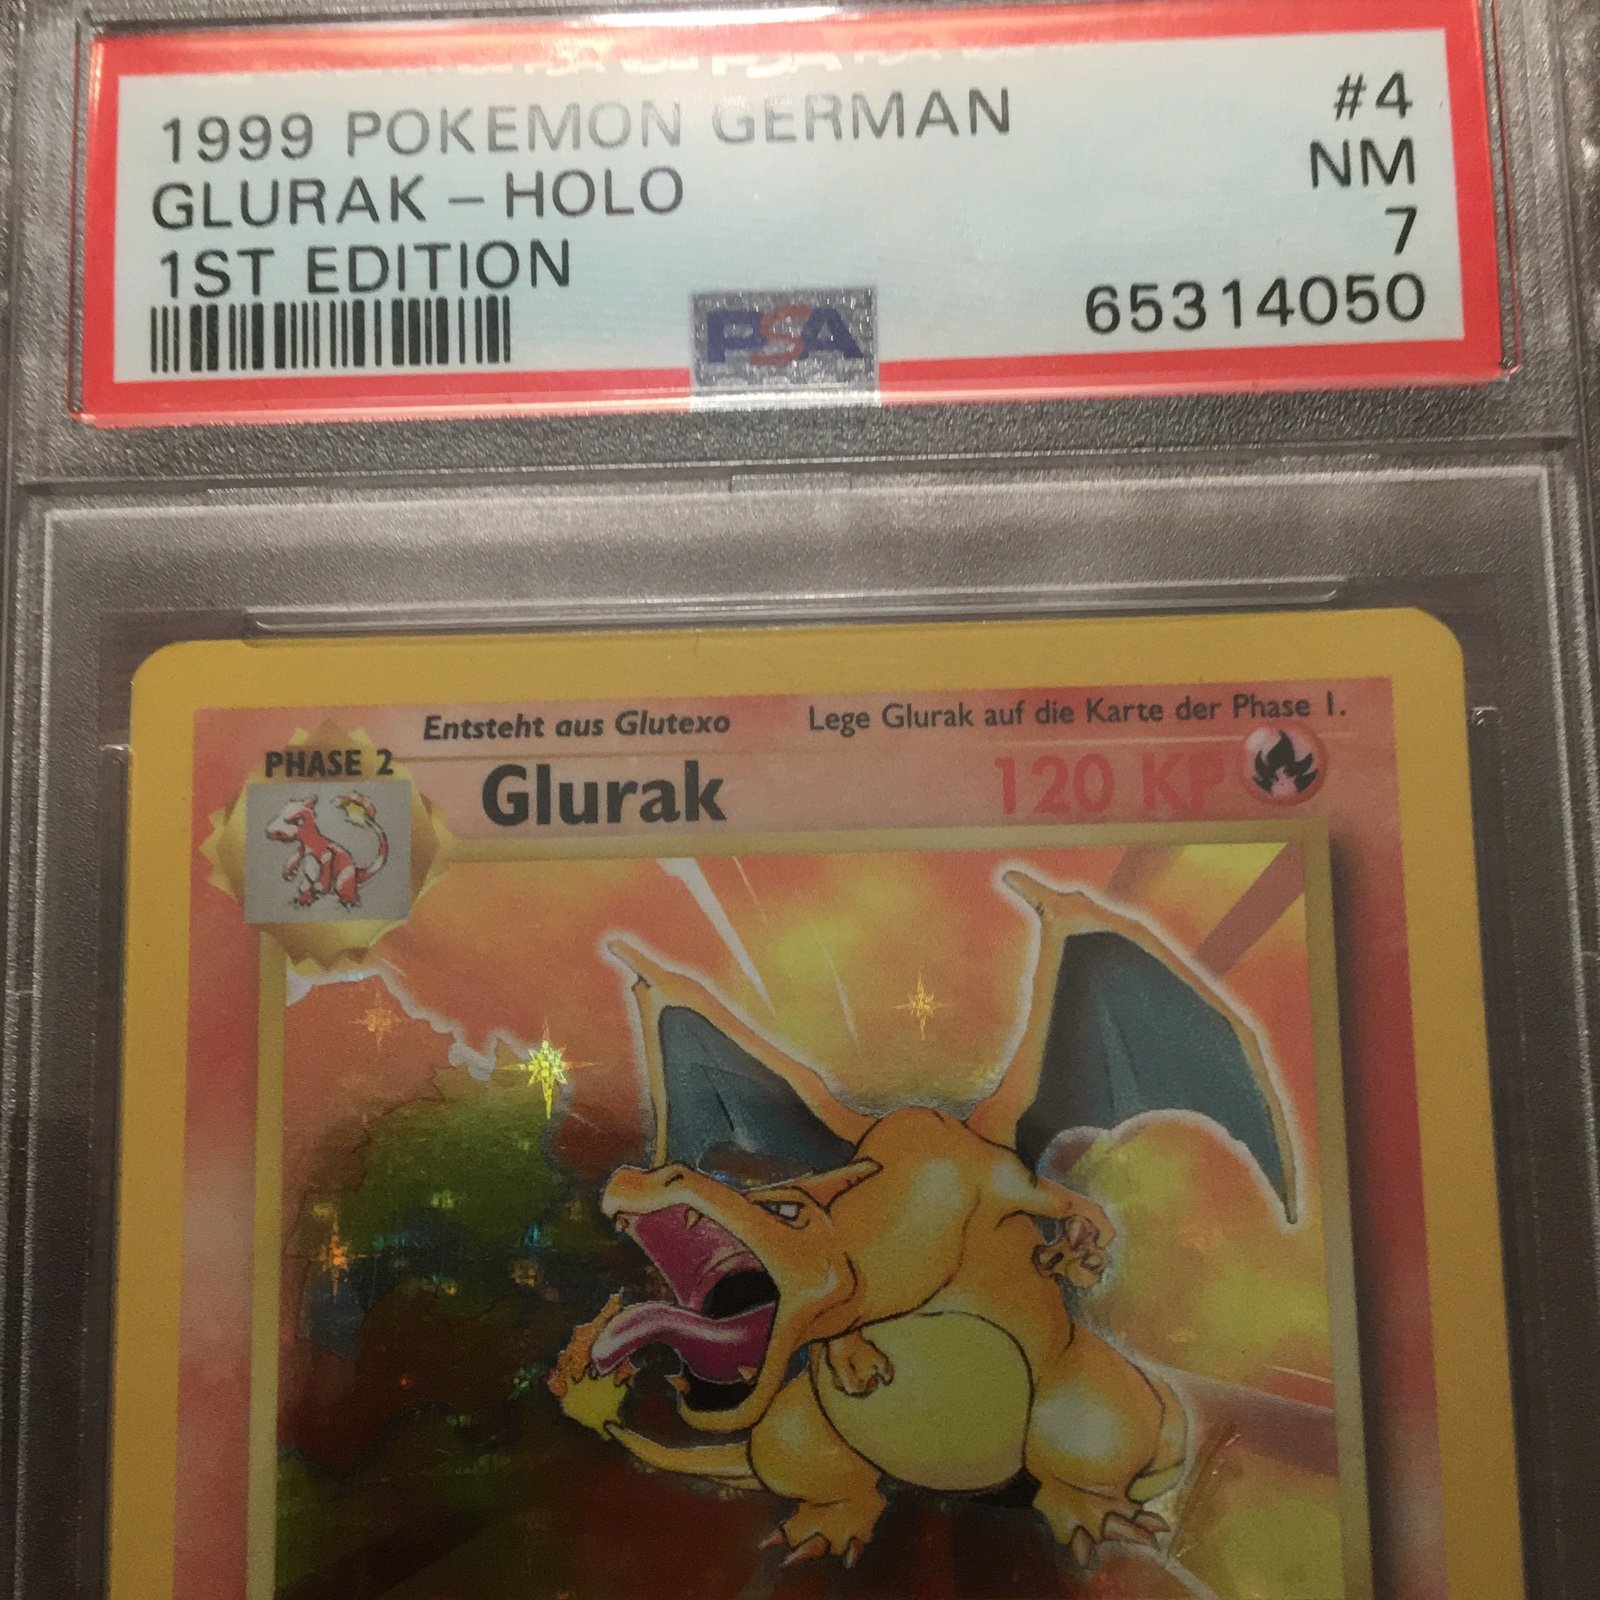 1999 POKEMON GERMAN #4
GLURAK – HOLO NM
1ST EDITION 7
PSA 65314050
Entsteht aus Glutexo Lege Glurak auf die Karte der Phase 1.
PHASE 2
Glurak 120 KP